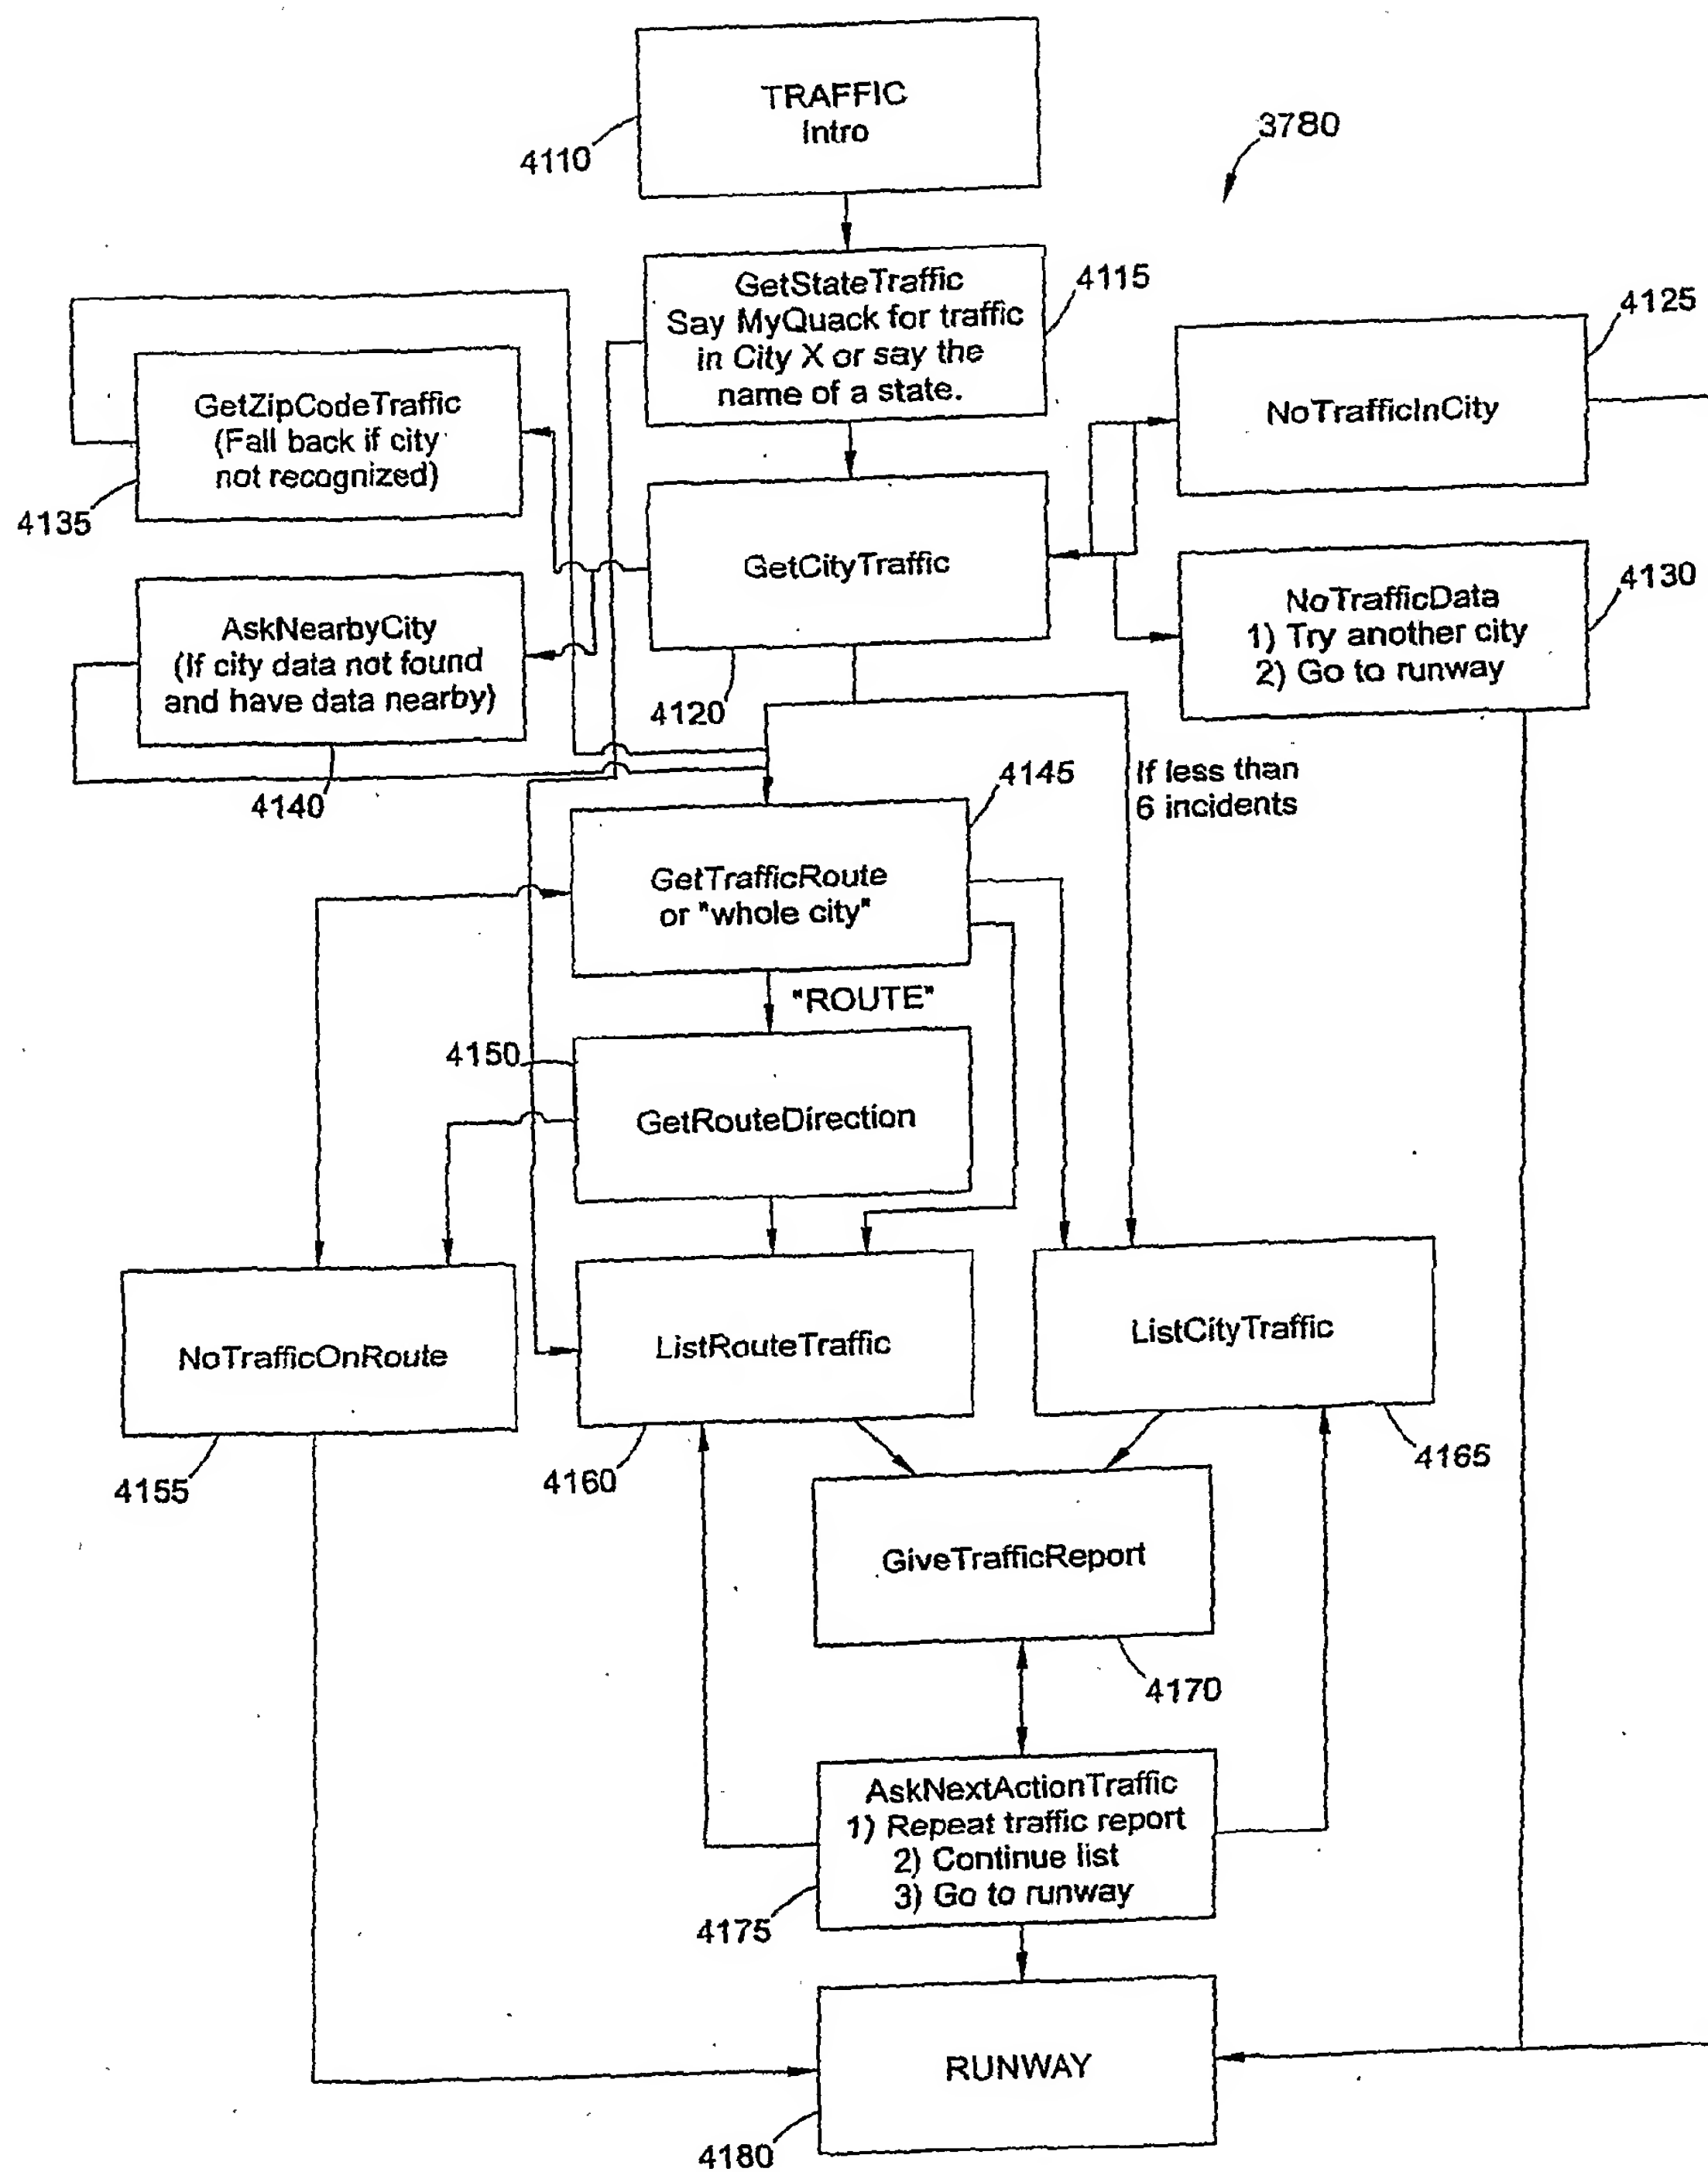 TRAFFIC
Intro
4110
3780
GetStateTraffic
Say MyQuack for traffic
in City X or say the
name of a state.
4115
4125
GetZipCodeTraffic
(Fall back if city
not recognized)
4135
NoTrafficInCity
GetCityTraffic
4120
NoTrafficData
1) Try another city
2) Go to runway
4130
AskNearbyCity
(If city data not found
and have data nearby)
4140
If less than
6 incidents
4145
GetTrafficRoute
or "whole city"
"ROUTE"
4150
GetRouteDirection
NoTrafficOnRoute
4155
ListRouteTraffic
4160
ListCityTraffic
4165
GiveTrafficReport
4170
AskNextActionTraffic
1) Repeat traffic report
2) Continue list
3) Go to runway
4175
RUNWAY
4180